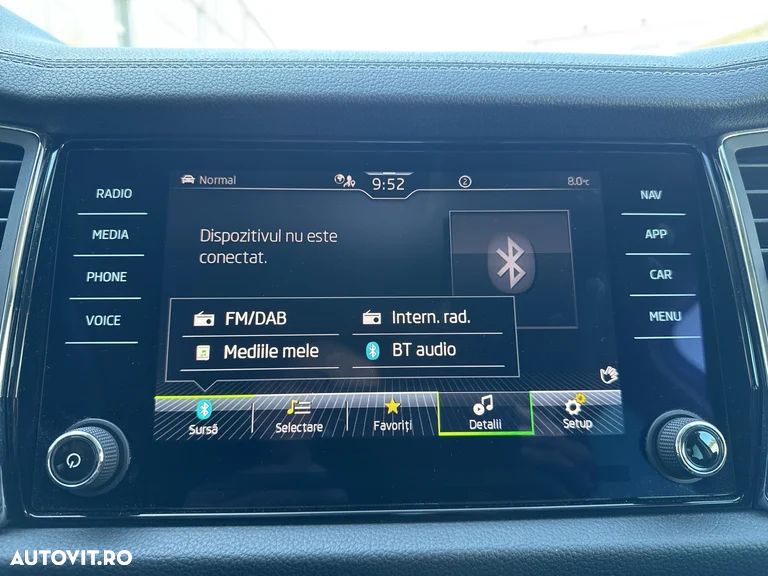 RADIO
MEDIA
PHONE
VOICE
Normal
9:52
2
8.0°C
Dispozitivul nu este
conectat.
FM/DAB
Intern. rad.
Mediile mele
BT audio
Sursă
Selectare
Favoriți
Detalii
Setup
NAV
APP
CAR
MENU
AUTOVIT.RO